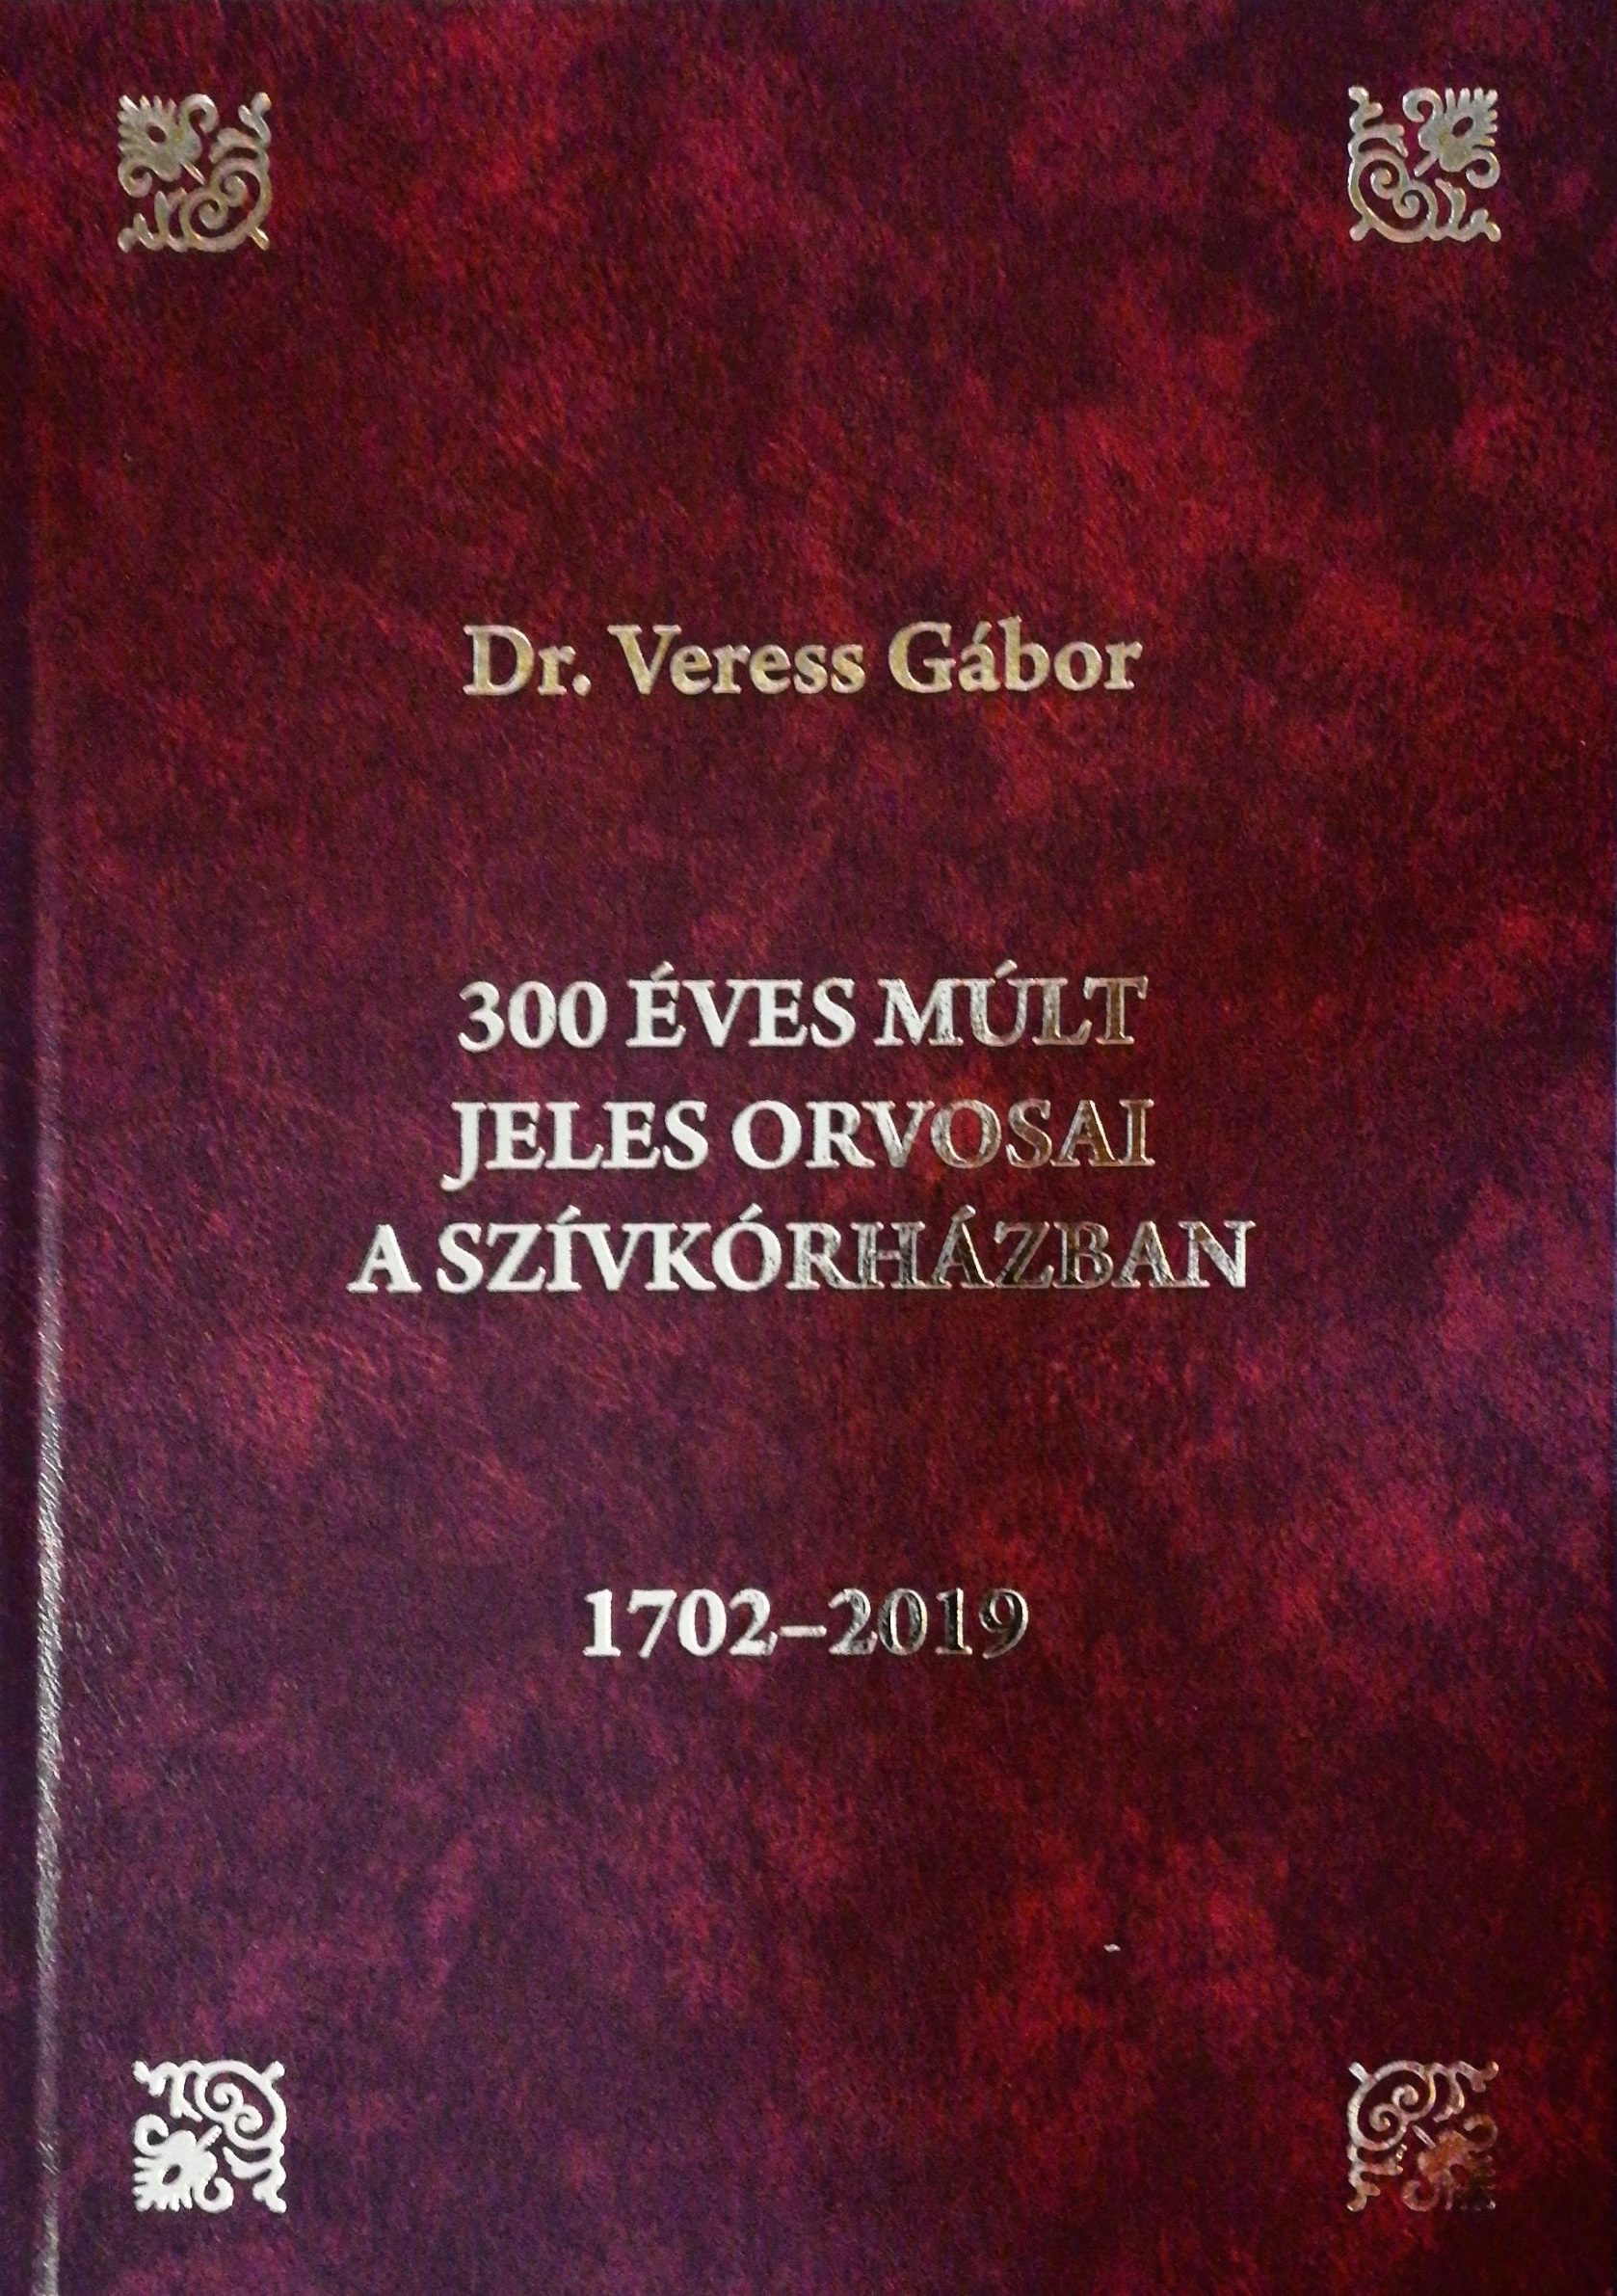 Dr. Veress Gábor
300 ÉVES MÚLT
JELES ORVOSAI
A SZÍVKÓRHÁZBAN
1702–2019